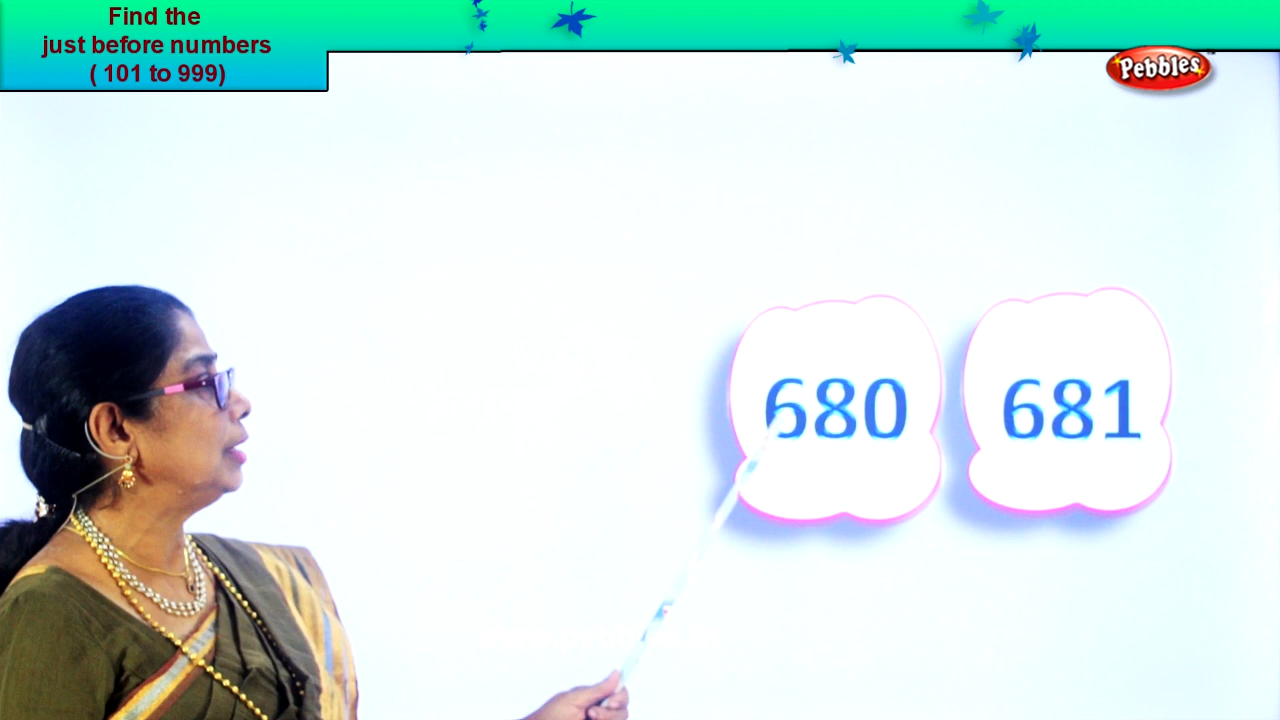 Find the
just before numbers
( 101 to 999)
Pebbles
680 681